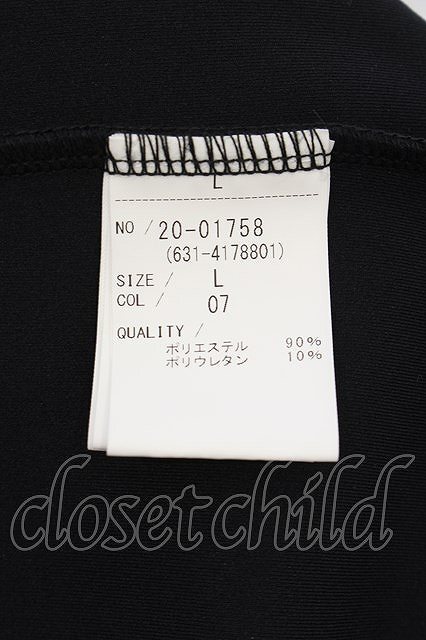 L
NO / 20-01758
(631-4178801)
SIZE / L
COL / 07
QUALITY /
ポリエステル 90%
ポリウレタン 10%
closetchild